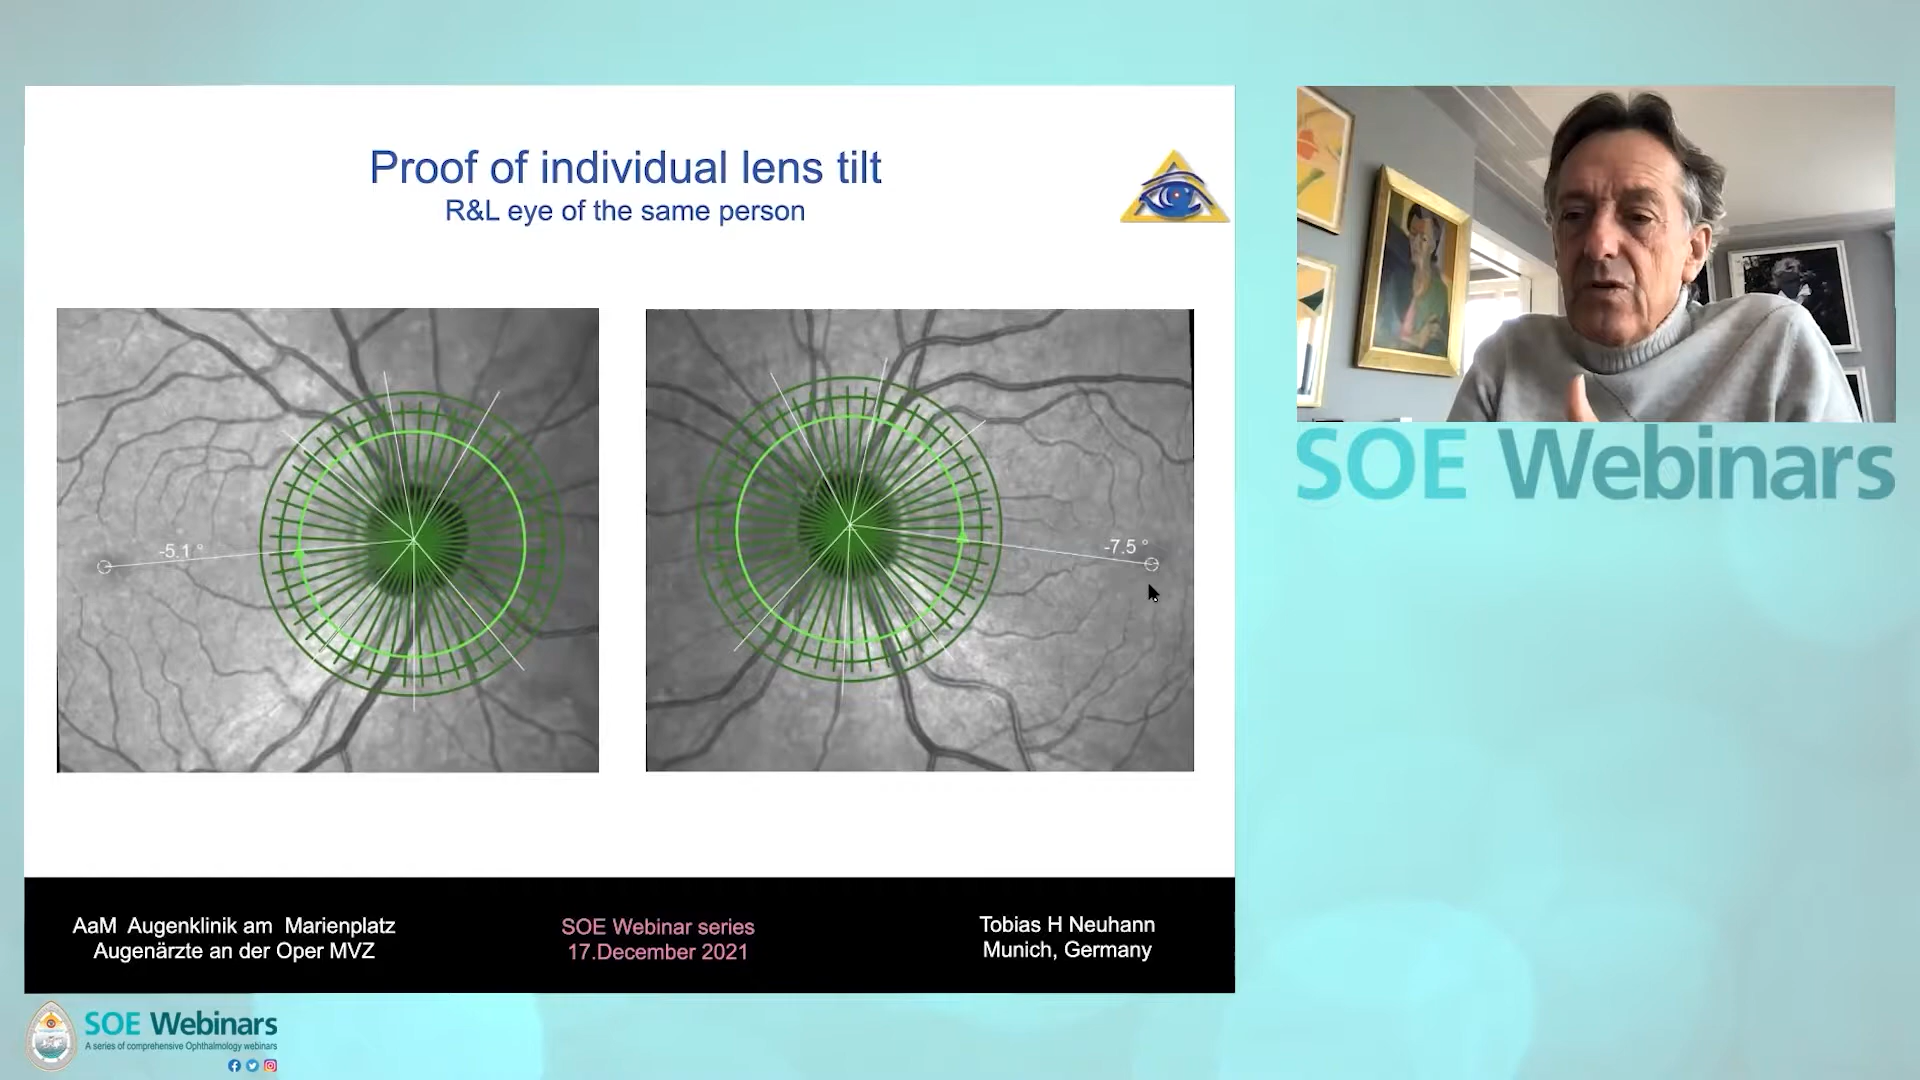 Proof of individual lens tilt
R&L eye of the same person
-5.1 °
-7.5 °
AaM Augenklinik am Marienplatz
Augenärzte an der Oper MVZ
SOE Webinar series
17.December 2021
Tobias H Neuhann
Munich, Germany
SOE Webinars
SOE Webinars
A series of comprehensive Ophthalmology webinars